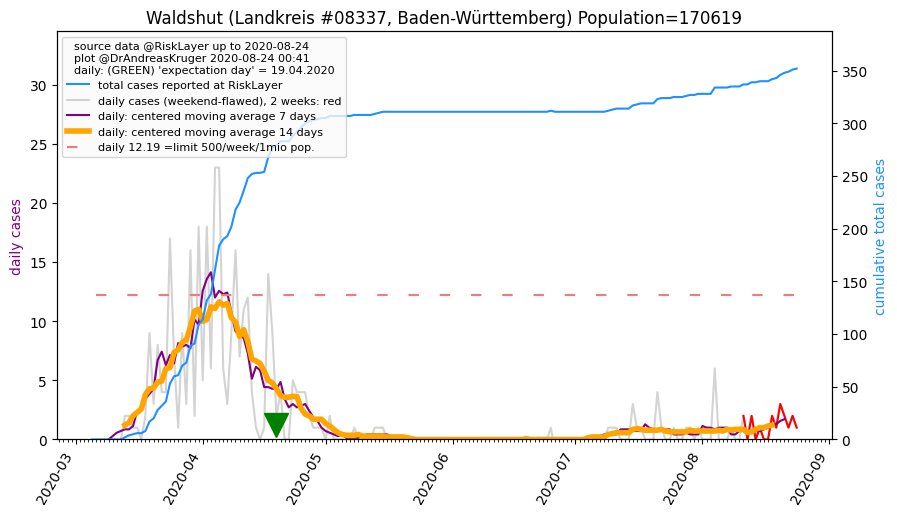 Waldshut (Landkreis #08337, Baden-Württemberg) Population=170619
source data @RiskLayer up to 2020-08-24
plot @DrAndreasKruger 2020-08-24 00:41
daily: (GREEN) 'expectation day' = 19.04.2020
total cases reported at RiskLayer
daily cases (weekend-flawed), 2 weeks: red
daily: centered moving average 7 days
daily: centered moving average 14 days
daily 12.19 =limit 500/week/1mio pop.
daily cases
30
25
20
15
10
5
0
cumulative total cases
350
300
250
200
150
100
50
0
2020-03
2020-04
2020-05
2020-06
2020-07
2020-08
2020-09